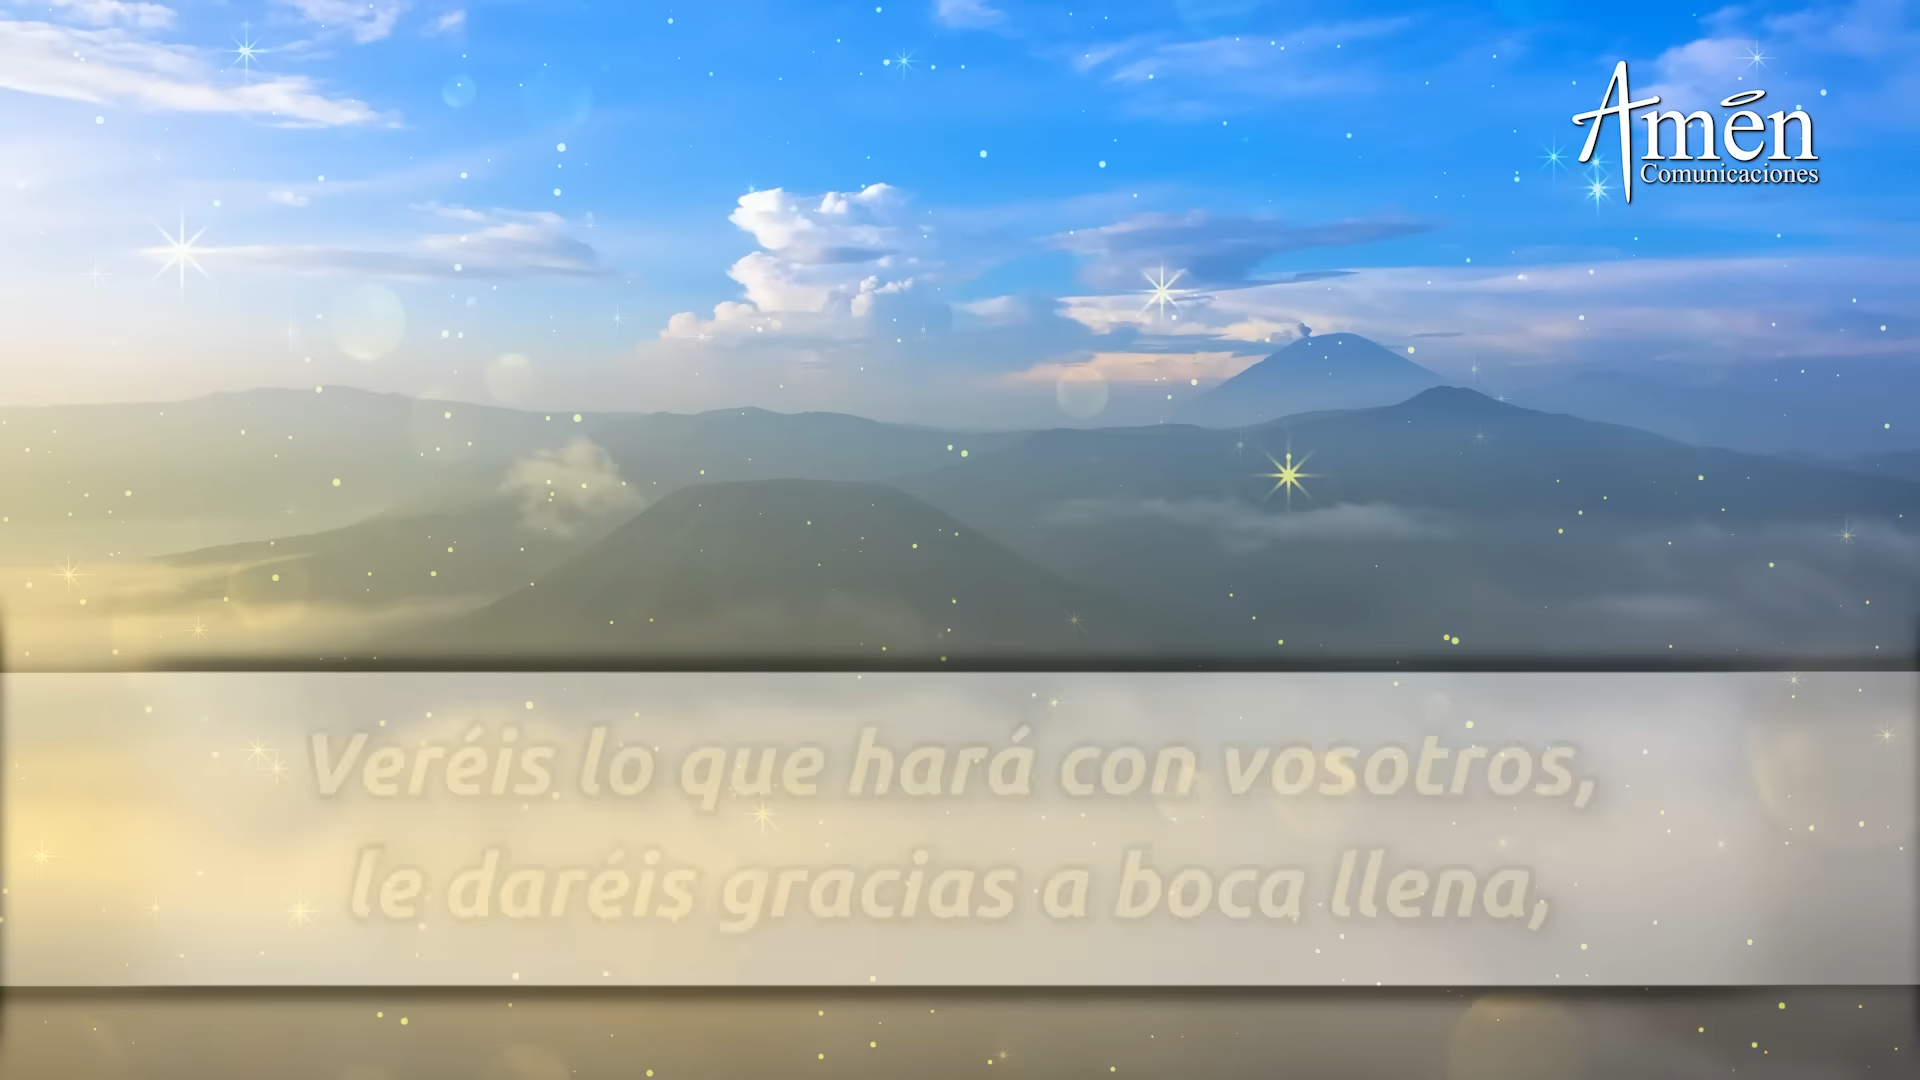 Amén
Comunicaciones
Veréis lo que hará con vosotros,
le daréis gracias a boca llena,